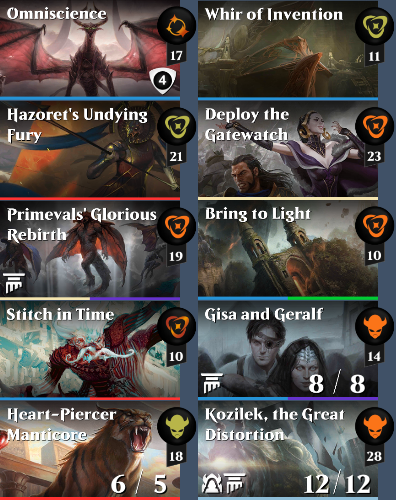 Omniscience
17
4
Whir of Invention
11
Hazoret's Undying
Fury
21
Deploy the
Gatewatch
23
Primevals' Glorious
Rebirth
19
Bring to Light
10
Stitch in Time
10
Gisa and Geralf
14
8 / 8
Heart-Piercer
Manticore
18
6 / 5
Kozilek, the Great
Distortion
28
12/12